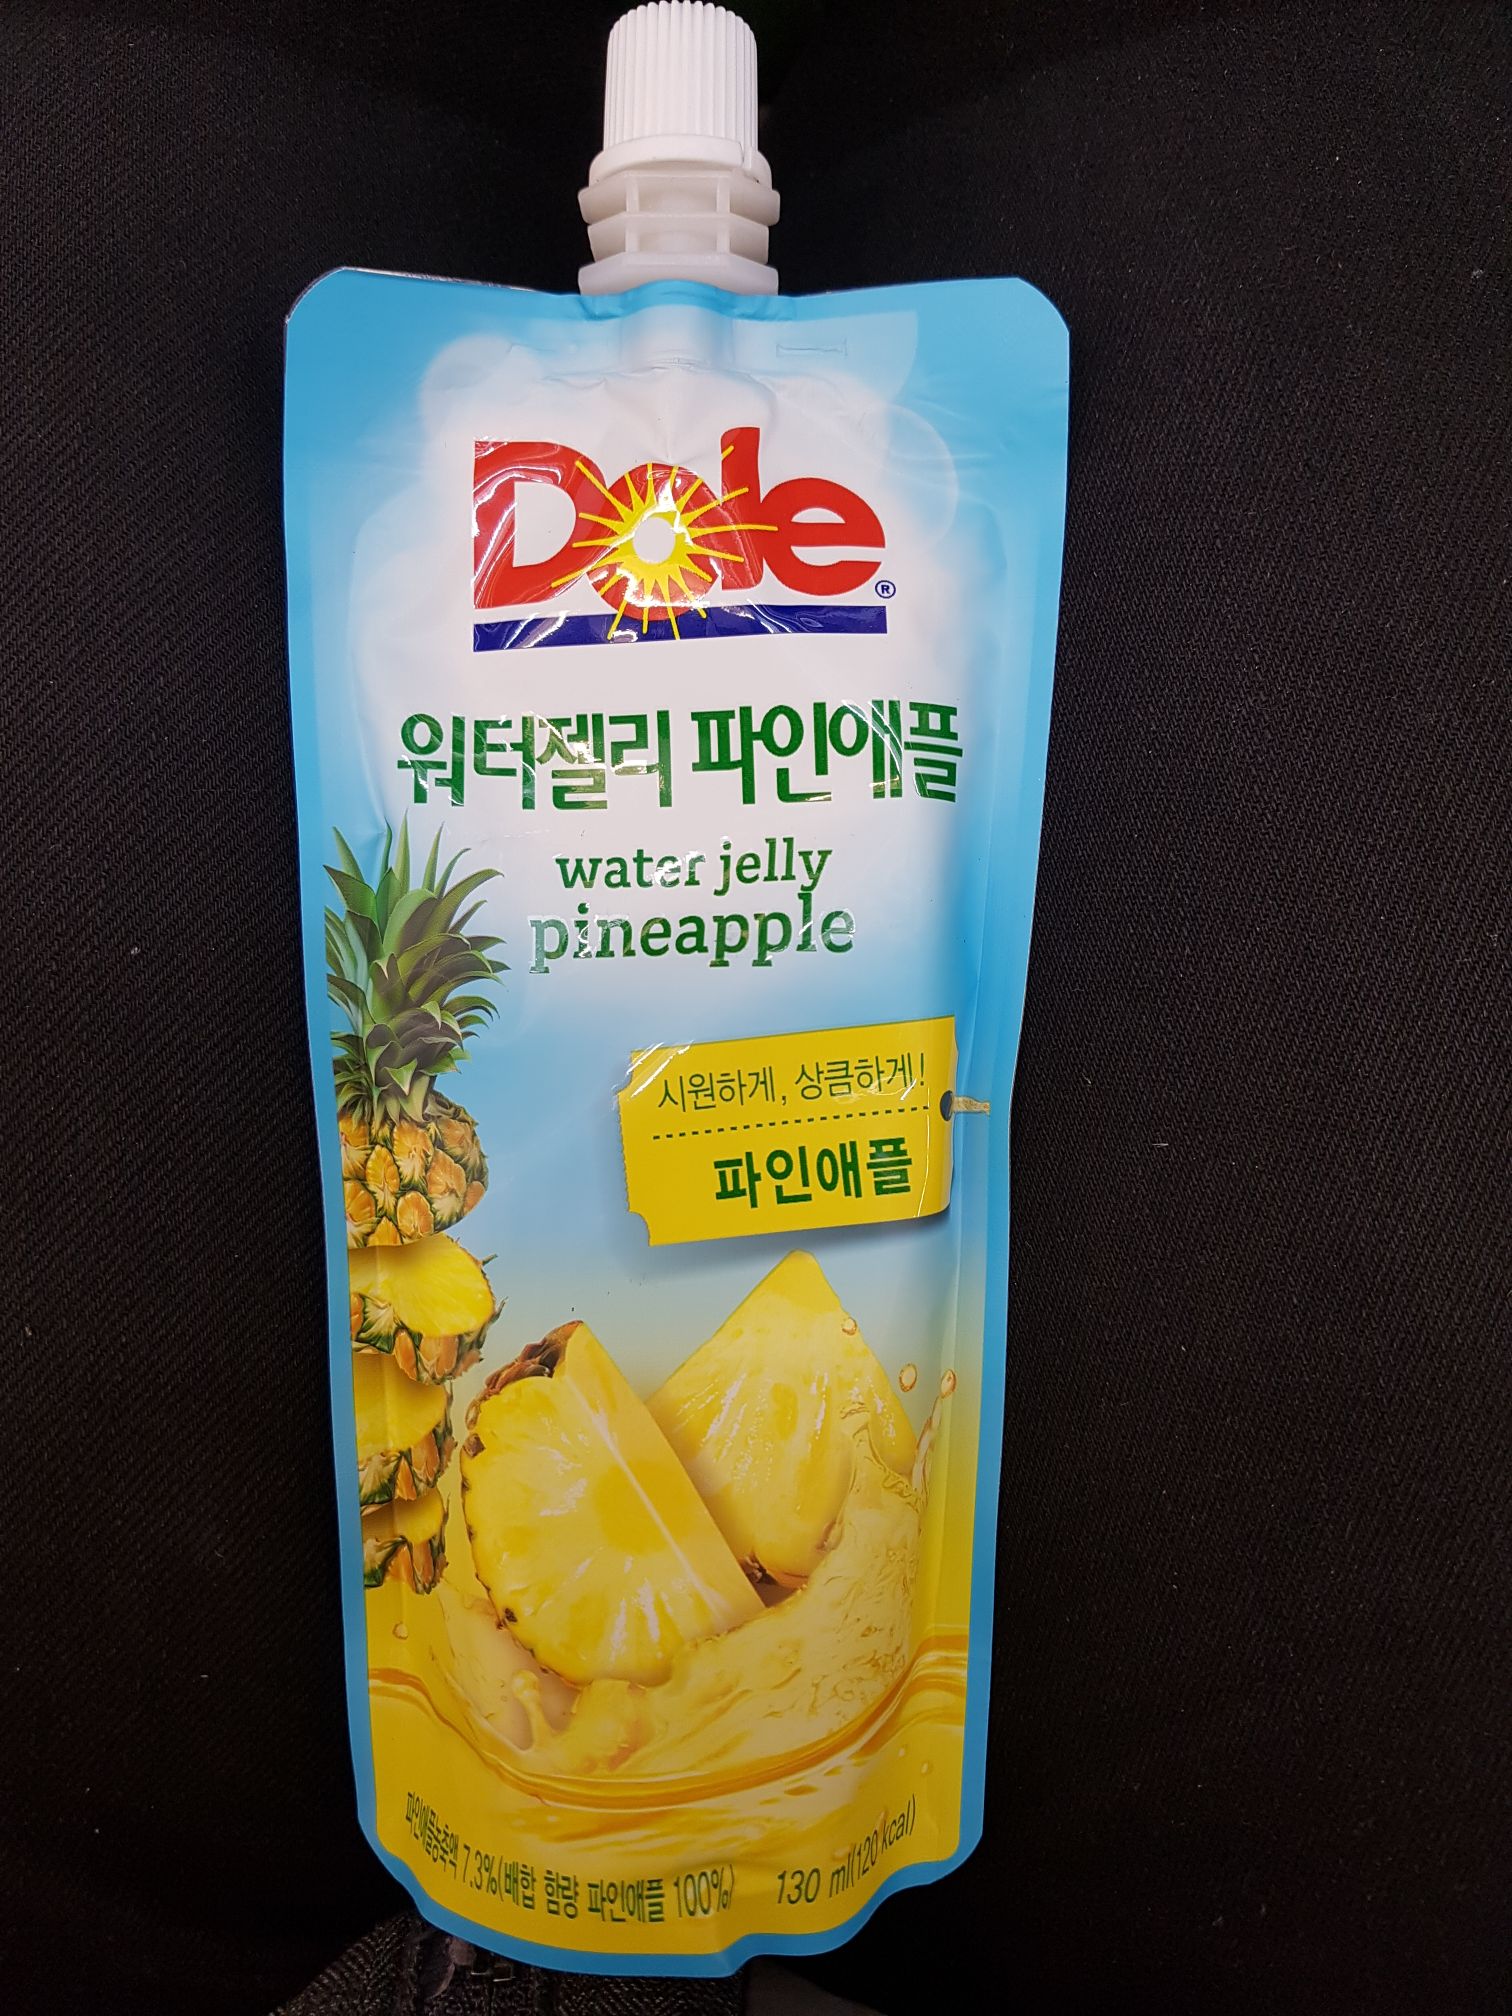 Dole®
워터젤리 파인애플
water jelly
pineapple
시원하게, 상큼하게!
파인애플
파인애플농축액 7.3%(배합 함량 파인애플 100%) 130 ml(120 kcal)